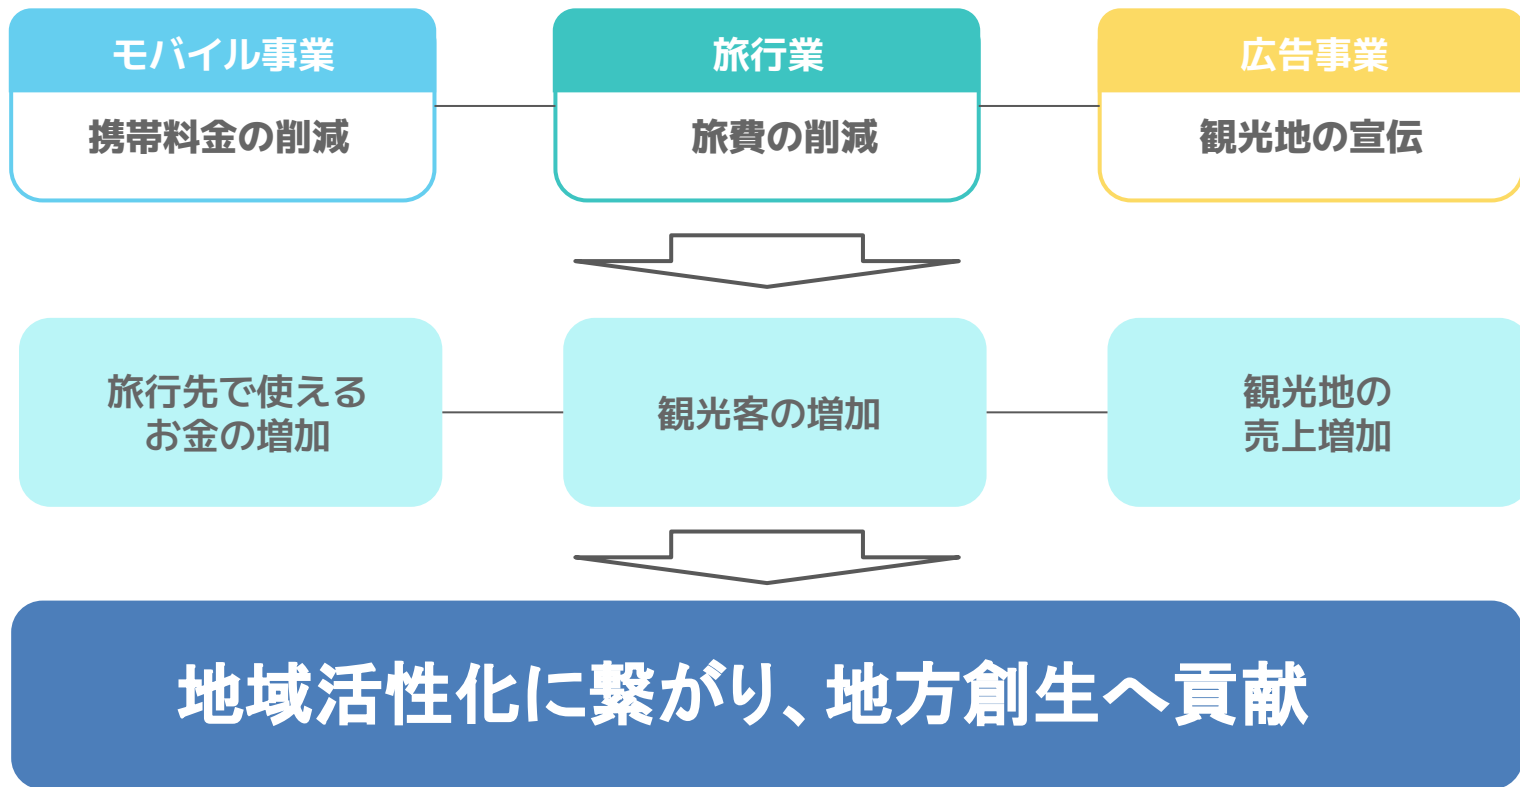 モバイル事業
旅行業
広告事業
携帯料金の削減
旅費の削減
観光地の宣伝
旅行先で使える
お金の増加
観光客の増加
観光地の
売上増加
地域活性化に繋がり、地方創生へ貢献